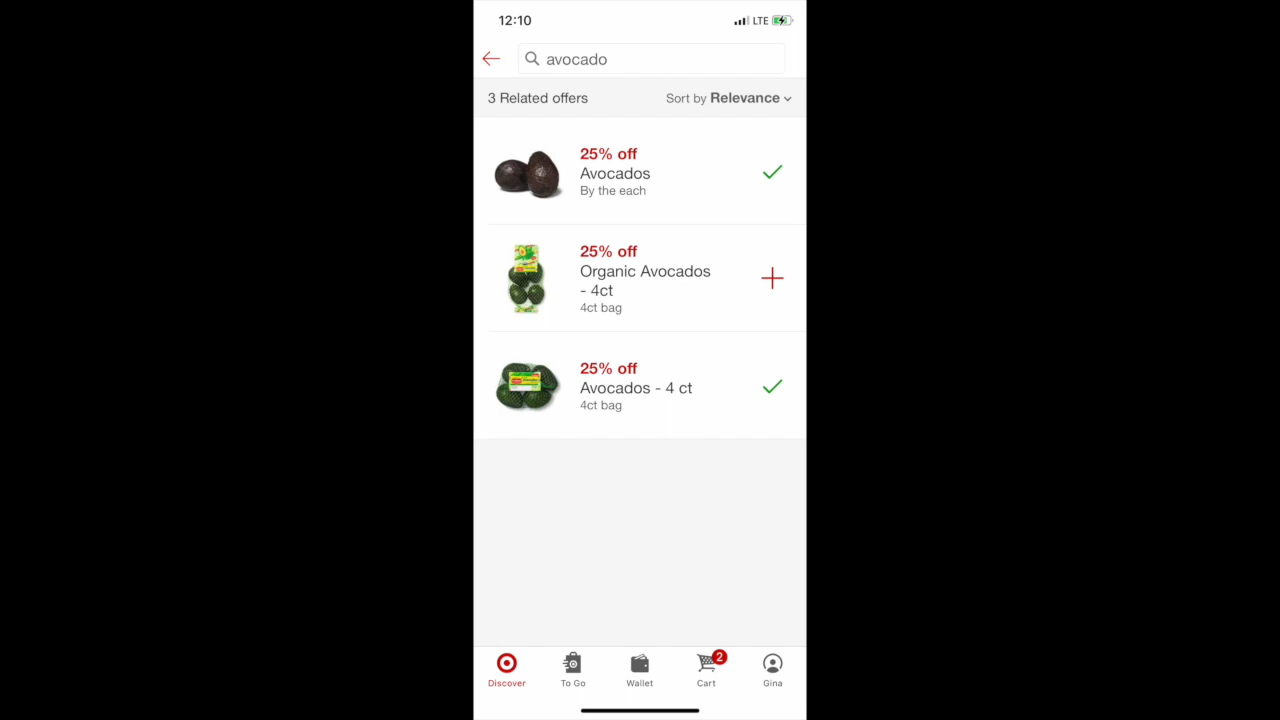 12:10
LTE
avocado
3 Related offers
Sort by Relevance
25% off
Avocados
By the each
25% off
Organic Avocados
- 4ct
4ct bag
25% off
Avocados - 4 ct
4ct bag
2
Discover
To Go
Wallet
Cart
Gina